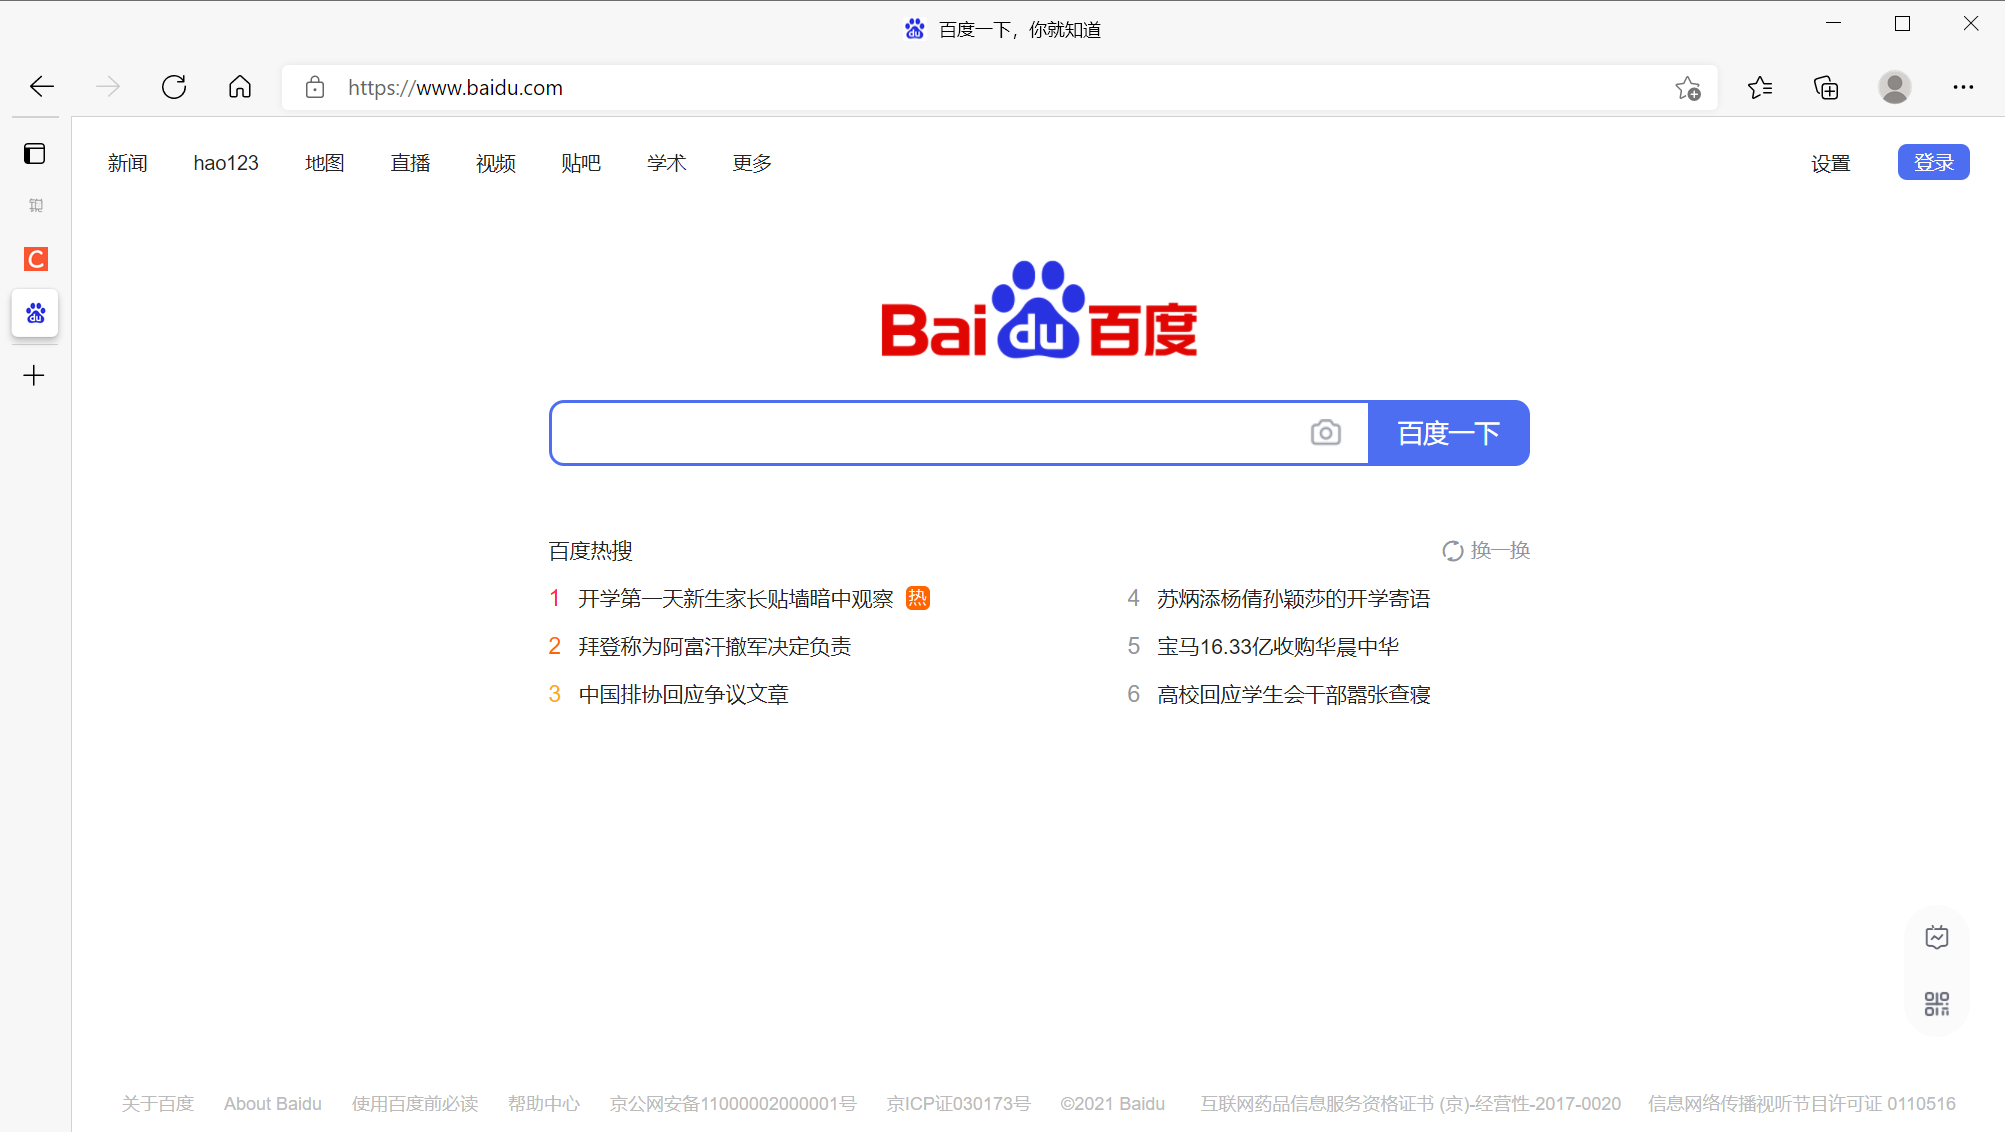 百度一下，你就知道
https://www.baidu.com
新闻 hao123 地图 直播 视频 贴吧 学术 更多 设置 登录
C
du
Bai du 百度
百度一下
百度热搜 换一换
1 开学第一天新生家长贴墙暗中观察 热
4 苏炳添杨倩孙颖莎的开学寄语
2 拜登称为阿富汗撤军决定负责
5 宝马16.33亿收购华晨中华
3 中国排协回应争议文章
6 高校回应学生会干部嚣张查寝
关于百度 About Baidu 使用百度前必读 帮助中心 京公网安备11000002000001号 京ICP证030173号 ©2021 Baidu 互联网药品信息服务资格证书 (京)-经营性-2017-0020 信息网络传播视听节目许可证 0110516